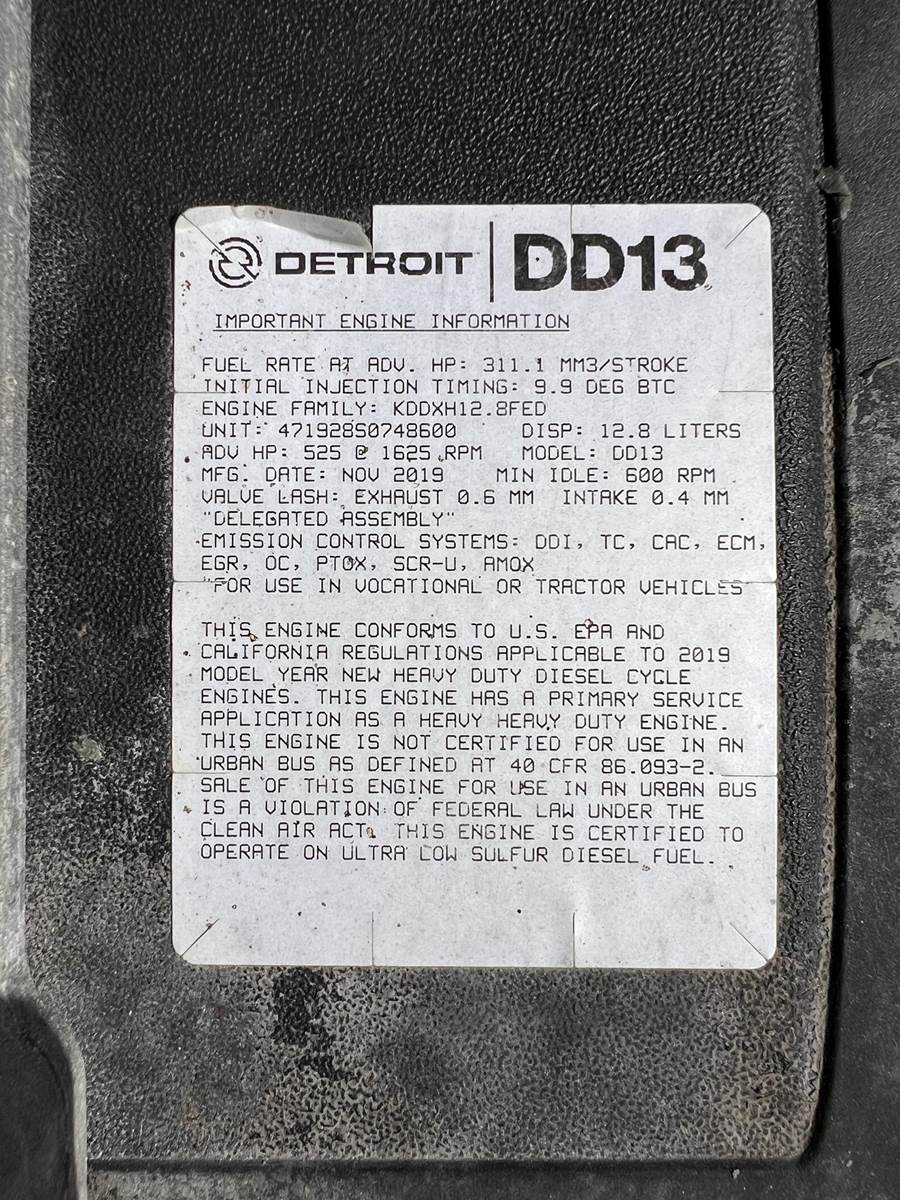 DETROIT | DD13
IMPORTANT ENGINE INFORMATION
FUEL RATE AT ADV. HP: 311.1 MM3/STROKE
INITIAL INJECTION TIMING: 9.9 DEG BTC
ENGINE FAMILY: KDDXH12.8FED
UNIT: 471928S0748600 DISP: 12.8 LITERS
ADV HP: 525 @ 1625 RPM MODEL: DD13
MFG. DATE: NOV 2019 MIN IDLE: 600 RPM
VALVE LASH: EXHAUST 0.6 MM INTAKE 0.4 MM
"DELEGATED ASSEMBLY"
EMISSION CONTROL SYSTEMS: DDI, TC, CAC, ECM,
EGR, OC, PTOX, SCR-U, AMOX
"FOR USE IN VOCATIONAL OR TRACTOR VEHICLES"
THIS ENGINE CONFORMS TO U.S. EPA AND
CALIFORNIA REGULATIONS APPLICABLE TO 2019
MODEL YEAR NEW HEAVY DUTY DIESEL CYCLE
ENGINES. THIS ENGINE HAS A PRIMARY SERVICE
APPLICATION AS A HEAVY HEAVY DUTY ENGINE.
THIS ENGINE IS NOT CERTIFIED FOR USE IN AN
URBAN BUS AS DEFINED AT 40 CFR 86.093-2.
SALE OF THIS ENGINE FOR USE IN AN URBAN BUS
IS A VIOLATION OF FEDERAL LAW UNDER THE
CLEAN AIR ACT. THIS ENGINE IS CERTIFIED TO
OPERATE ON ULTRA LOW SULFUR DIESEL FUEL.